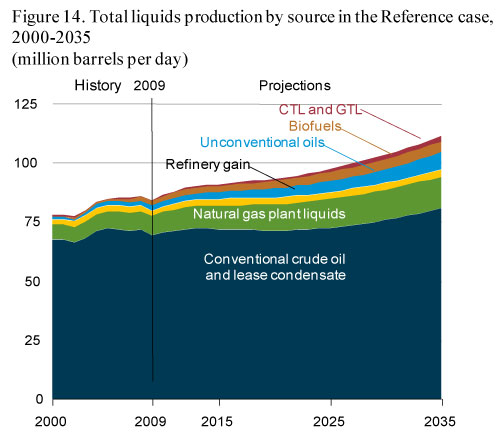 Figure 14. Total liquids production by source in the Reference case,
2000-2035
(million barrels per day)
History 2009 Projections
125
CTL and GTL
Biofuels
Unconventional oils
100
Refinery gain
Natural gas plant liquids
75
Conventional crude oil
and lease condensate
50
25
0
2000 2009 2015 2025 2035